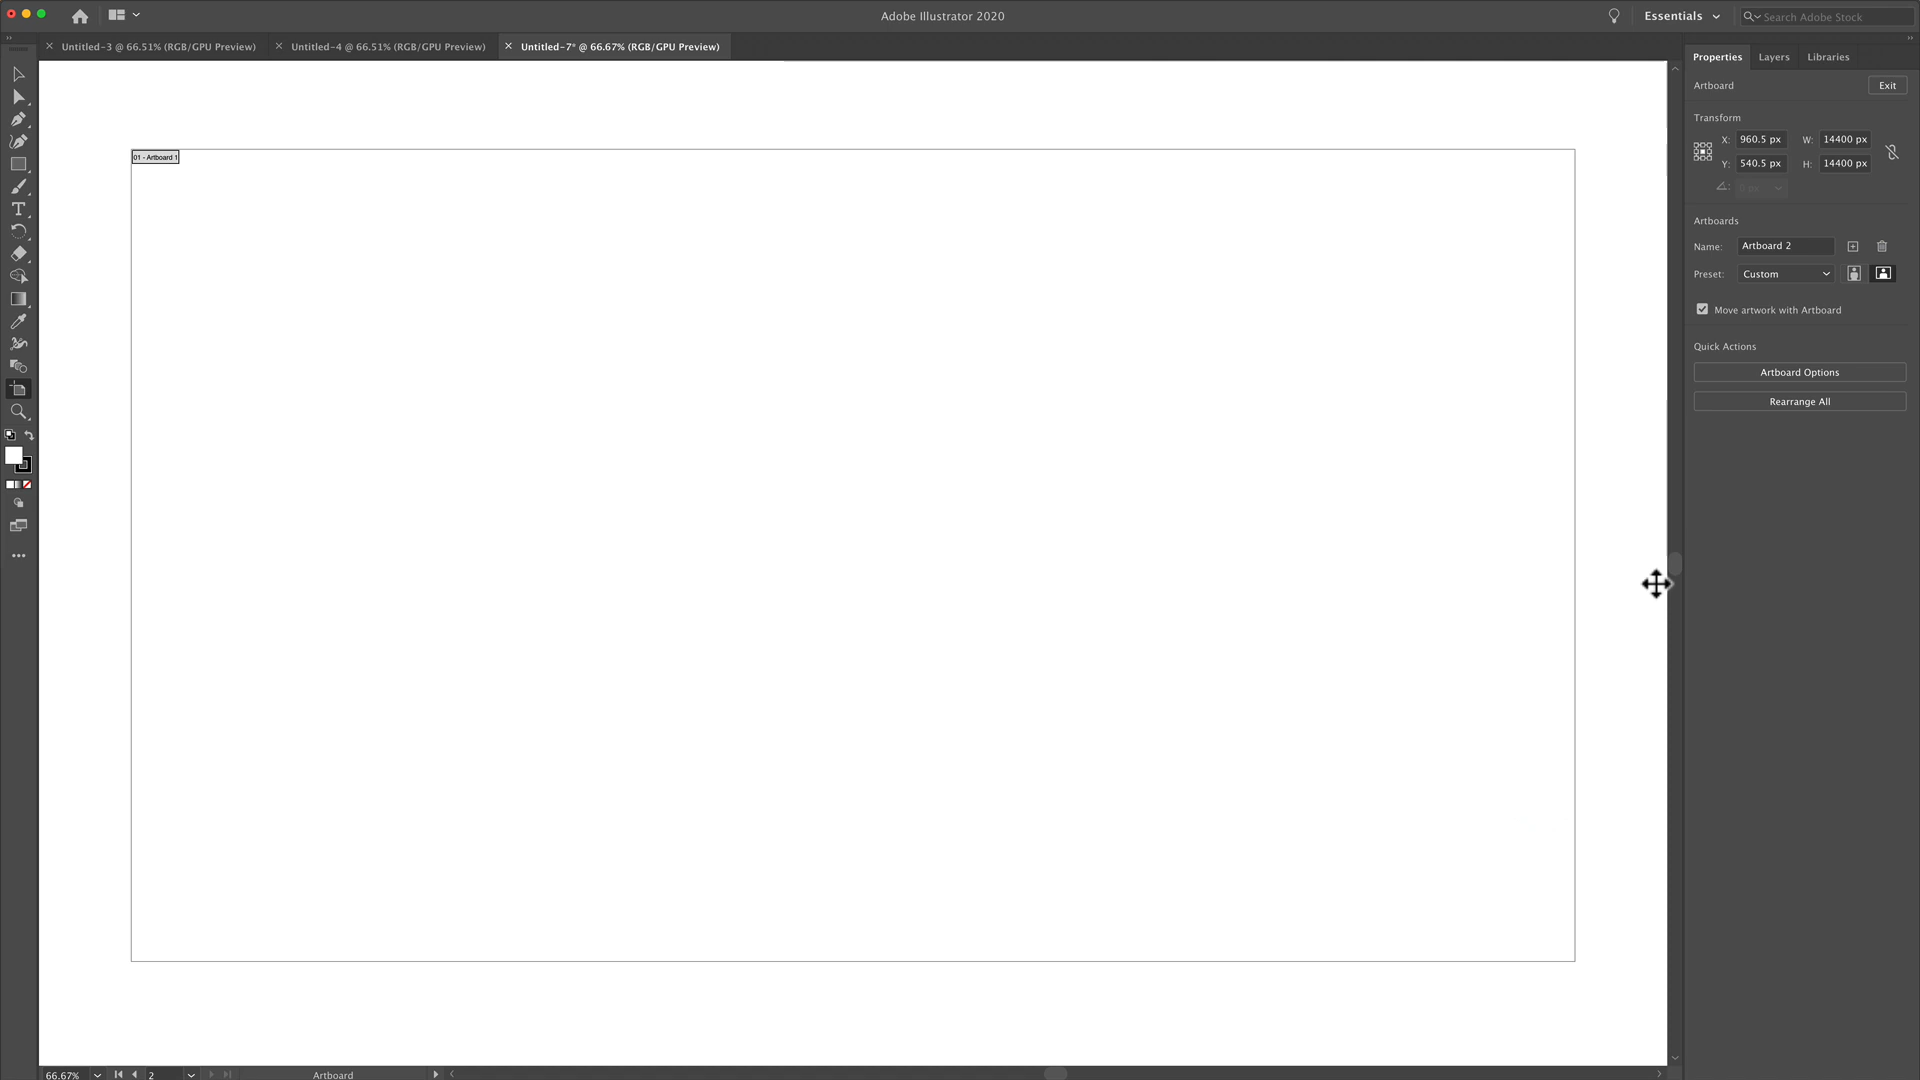 Adobe Illustrator 2020
Essentials
Search Adobe Stock
Untitled-3 @ 66.51% (RGB/GPU Preview)
Untitled-4 @ 66.51% (RGB/GPU Preview)
Untitled-7* @ 66.67% (RGB/GPU Preview)
Properties
Layers
Libraries
Artboard
Exit
Transform
X: 960.5 px W: 14400 px
Y: 540.5 px H: 14400 px
0 px
Artboards
Name: Artboard 2
Preset: Custom
Move artwork with Artboard
Quick Actions
Artboard Options
Rearrange All
01 - Artboard 1
66.67%
2
Artboard